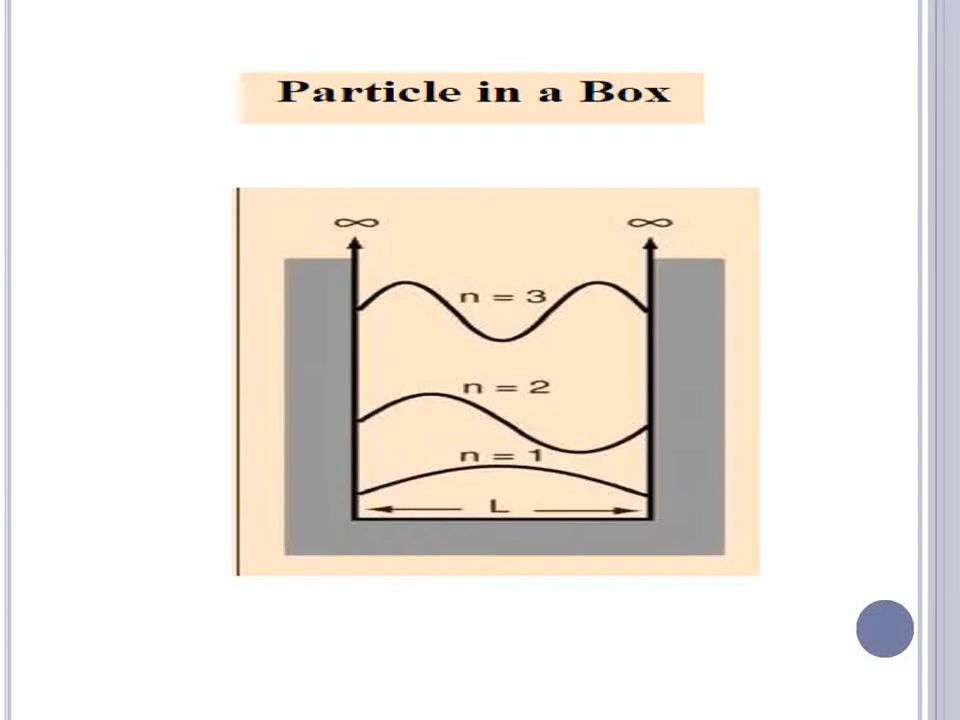 Particle in a Box
∞ ∞
n = 3
n = 2
n = 1
L